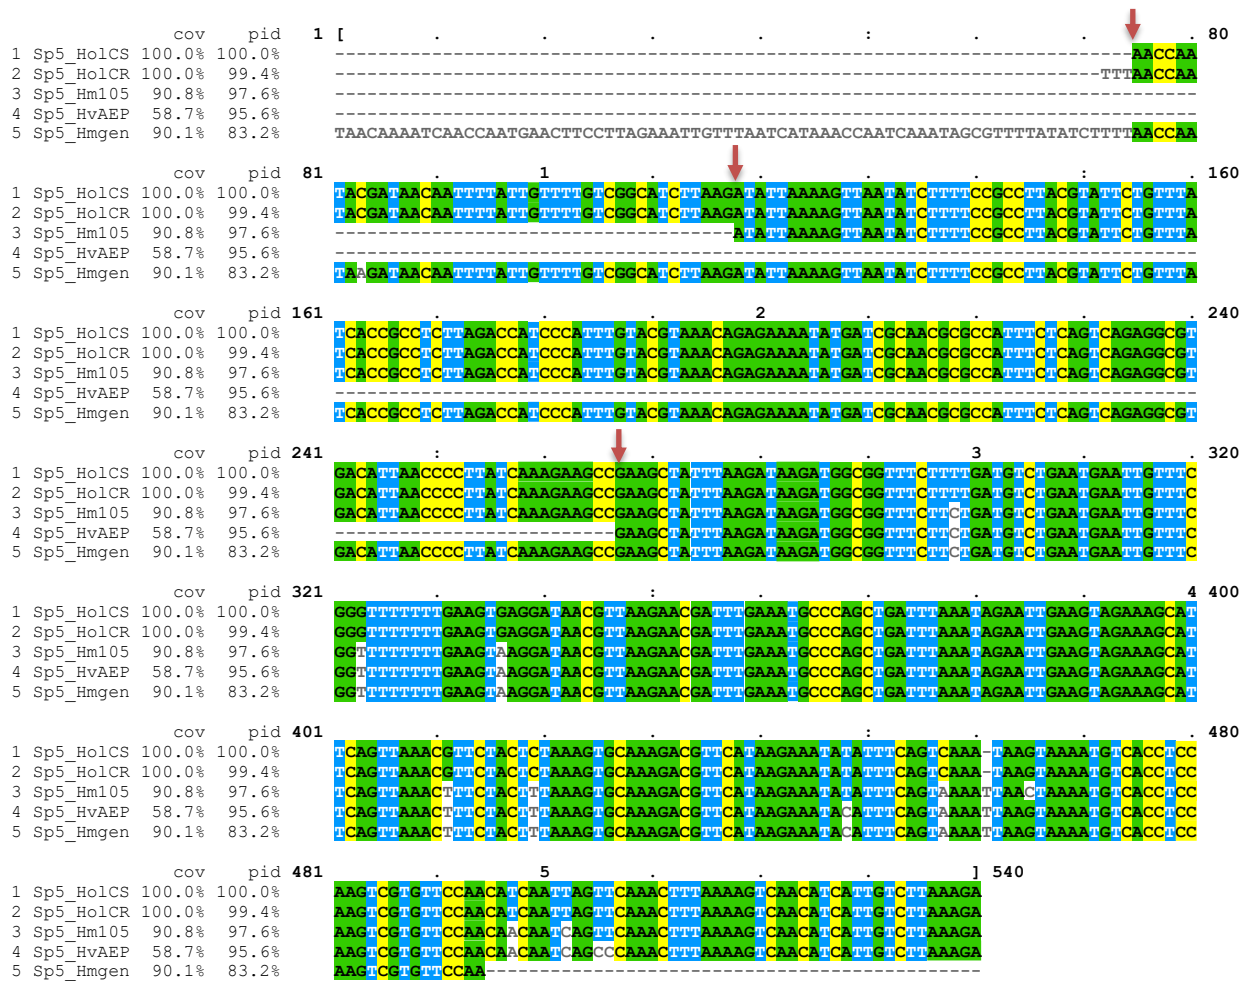 cov pid 1 [ . . . . : . . . 80
1 Sp5_HolCS 100.0% 100.0% --------------------------------------------------------------------------AACCAA
2 Sp5_HolCR 100.0% 99.4% -----------------------------------------------------------------------TTTAACCAA
3 Sp5_Hm105 90.8% 97.6% --------------------------------------------------------------------------------
4 Sp5_HvAEP 58.7% 95.6% --------------------------------------------------------------------------------
5 Sp5_Hmgen 90.1% 83.2% TAACAAAATCAACCAATGAACTTCCTTAGAAATTGTTTAATCATAAACCAATCAAATAGCGTTTTATATCTTTTAACCAA
cov pid 81 . 1 . . . . : . 160
1 Sp5_HolCS 100.0% 100.0% TACGATAACAATTTTATTGTTTTGTCGGCATCTTAAGATATTAAAAGTTAATATCTTTTCCGCCTTACGTATTCTGTTTA
2 Sp5_HolCR 100.0% 99.4% TACGATAACAATTTTATTGTTTTGTCGGCATCTTAAGATATTAAAAGTTAATATCTTTTCCGCCTTACGTATTCTGTTTA
3 Sp5_Hm105 90.8% 97.6% -------------------------------------ATATTAAAAGTTAATATCTTTTCCGCCTTACGTATTCTGTTTA
4 Sp5_HvAEP 58.7% 95.6% --------------------------------------------------------------------------------
5 Sp5_Hmgen 90.1% 83.2% TAAGATAACAATTTTATTGTTTTGTCGGCATCTTAAGATATTAAAAGTTAATATCTTTTCCGCCTTACGTATTCTGTTTA
cov pid 161 . . . 2 . . . . 240
1 Sp5_HolCS 100.0% 100.0% TCACCGCCTCTTAGACCATCCCATTTGTACGTAAACAGAGAAAATATGATCGCAACGCGCCATTTCTCAGTCAGAGGCGT
2 Sp5_HolCR 100.0% 99.4% TCACCGCCTCTTAGACCATCCCATTTGTACGTAAACAGAGAAAATATGATCGCAACGCGCCATTTCTCAGTCAGAGGCGT
3 Sp5_Hm105 90.8% 97.6% TCACCGCCTCTTAGACCATCCCATTTGTACGTAAACAGAGAAAATATGATCGCAACGCGCCATTTCTCAGTCAGAGGCGT
4 Sp5_HvAEP 58.7% 95.6% --------------------------------------------------------------------------------
5 Sp5_Hmgen 90.1% 83.2% TCACCGCCTCTTAGACCATCCCATTTGTACGTAAACAGAGAAAATATGATCGCAACGCGCCATTTCTCAGTCAGAGGCGT
cov pid 241 : . . . . 3 . . 320
1 Sp5_HolCS 100.0% 100.0% GACATTAACCCCTTATCAAAGAAGCCGAAGCTATTTAAGATAAGATGGCGGTTTCTTTTGATGTCTGAATGAATTGTTTC
2 Sp5_HolCR 100.0% 99.4% GACATTAACCCCTTATCAAAGAAGCCGAAGCTATTTAAGATAAGATGGCGGTTTCTTTTGATGTCTGAATGAATTGTTTC
3 Sp5_Hm105 90.8% 97.6% GACATTAACCCCTTATCAAAGAAGCCGAAGCTATTTAAGATAAGATGGCGGTTTCTTCTGATGTCTGAATGAATTGTTTC
4 Sp5_HvAEP 58.7% 95.6% --------------------------GAAGCTATTTAAGATAAGATGGCGGTTTCTTCTGATGTCTGAATGAATTGTTTC
5 Sp5_Hmgen 90.1% 83.2% GACATTAACCCCTTATCAAAGAAGCCGAAGCTATTTAAGATAAGATGGCGGTTTCTTCTGATGTCTGAATGAATTGTTTC
cov pid 321 . . : . . . . 4 400
1 Sp5_HolCS 100.0% 100.0% GGGTTTTTTTGAAGTGAGGATAACGTTAAGAACGATTTGAAATGCCCAGCTGATTTAAATAGAATTGAAGTAGAAAGCAT
2 Sp5_HolCR 100.0% 99.4% GGGTTTTTTTGAAGTGAGGATAACGTTAAGAACGATTTGAAATGCCCAGCTGATTTAAATAGAATTGAAGTAGAAAGCAT
3 Sp5_Hm105 90.8% 97.6% GGTTTTTTTTGAAGTAAGGATAACGTTAAGAACGATTTGAAATGCCCAGCTGATTTAAATAGAATTGAAGTAGAAAGCAT
4 Sp5_HvAEP 58.7% 95.6% GGTTTTTTTTGAAGTAAGGATAACGTTAAGAACGATTTGAAATGCCCAGCTGATTTAAATAGAATTGAAGTAGAAAGCAT
5 Sp5_Hmgen 90.1% 83.2% GGTTTTTTTTGAAGTAAGGATAACGTTAAGAACGATTTGAAATGCCCAGCTGATTTAAATAGAATTGAAGTAGAAAGCAT
cov pid 401 . . . . : . . . 480
1 Sp5_HolCS 100.0% 100.0% TCAGTTAAACGTTCTACTCTAAAGTGCAAAGACGTTCATAAGAAATATATTTCAGTCAAA-TAAGTAAAATGTCACCTCC
2 Sp5_HolCR 100.0% 99.4% TCAGTTAAACGTTCTACTCTAAAGTGCAAAGACGTTCATAAGAAATATATTTCAGTCAAA-TAAGTAAAATGTCACCTCC
3 Sp5_Hm105 90.8% 97.6% TCAGTTAAACTTTCTACTTTAAAGTGCAAAGACGTTCATAAGAAATATATTTCAGTAAAATTAACTAAAATGTCACCTCC
4 Sp5_HvAEP 58.7% 95.6% TCAGTTAAACTTTCTACTTTAAAGTGCAAAGACGTTCATAAGAAATACATTTCAGTAAAATTAAGTAAAATGTCACCTCC
5 Sp5_Hmgen 90.1% 83.2% TCAGTTAAACTTTCTACTTTAAAGTGCAAAGACGTTCATAAGAAATACATTTCAGTAAAATTAAGTAAAATGTCACCTCC
cov pid 481 . 5 . . . ] 540
1 Sp5_HolCS 100.0% 100.0% AAGTCGTGTTCCAACATCAATTAGTTCAAACTTTAAAAGTCAACATCATTGTCTTAAAGA
2 Sp5_HolCR 100.0% 99.4% AAGTCGTGTTCCAACATCAATTAGTTCAAACTTTAAAAGTCAACATCATTGTCTTAAAGA
3 Sp5_Hm105 90.8% 97.6% AAGTCGTGTTCCAACAACAATCAGTTCAAACTTTAAAAGTCAACATCATTGTCTTAAAGA
4 Sp5_HvAEP 58.7% 95.6% AAGTCGTGTTCCAACAACAATCAGCCCAAACTTTAAAAGTCAACATCATTGTCTTAAAGA
5 Sp5_Hmgen 90.1% 83.2% AAGTCGTGTTCCAA----------------------------------------------